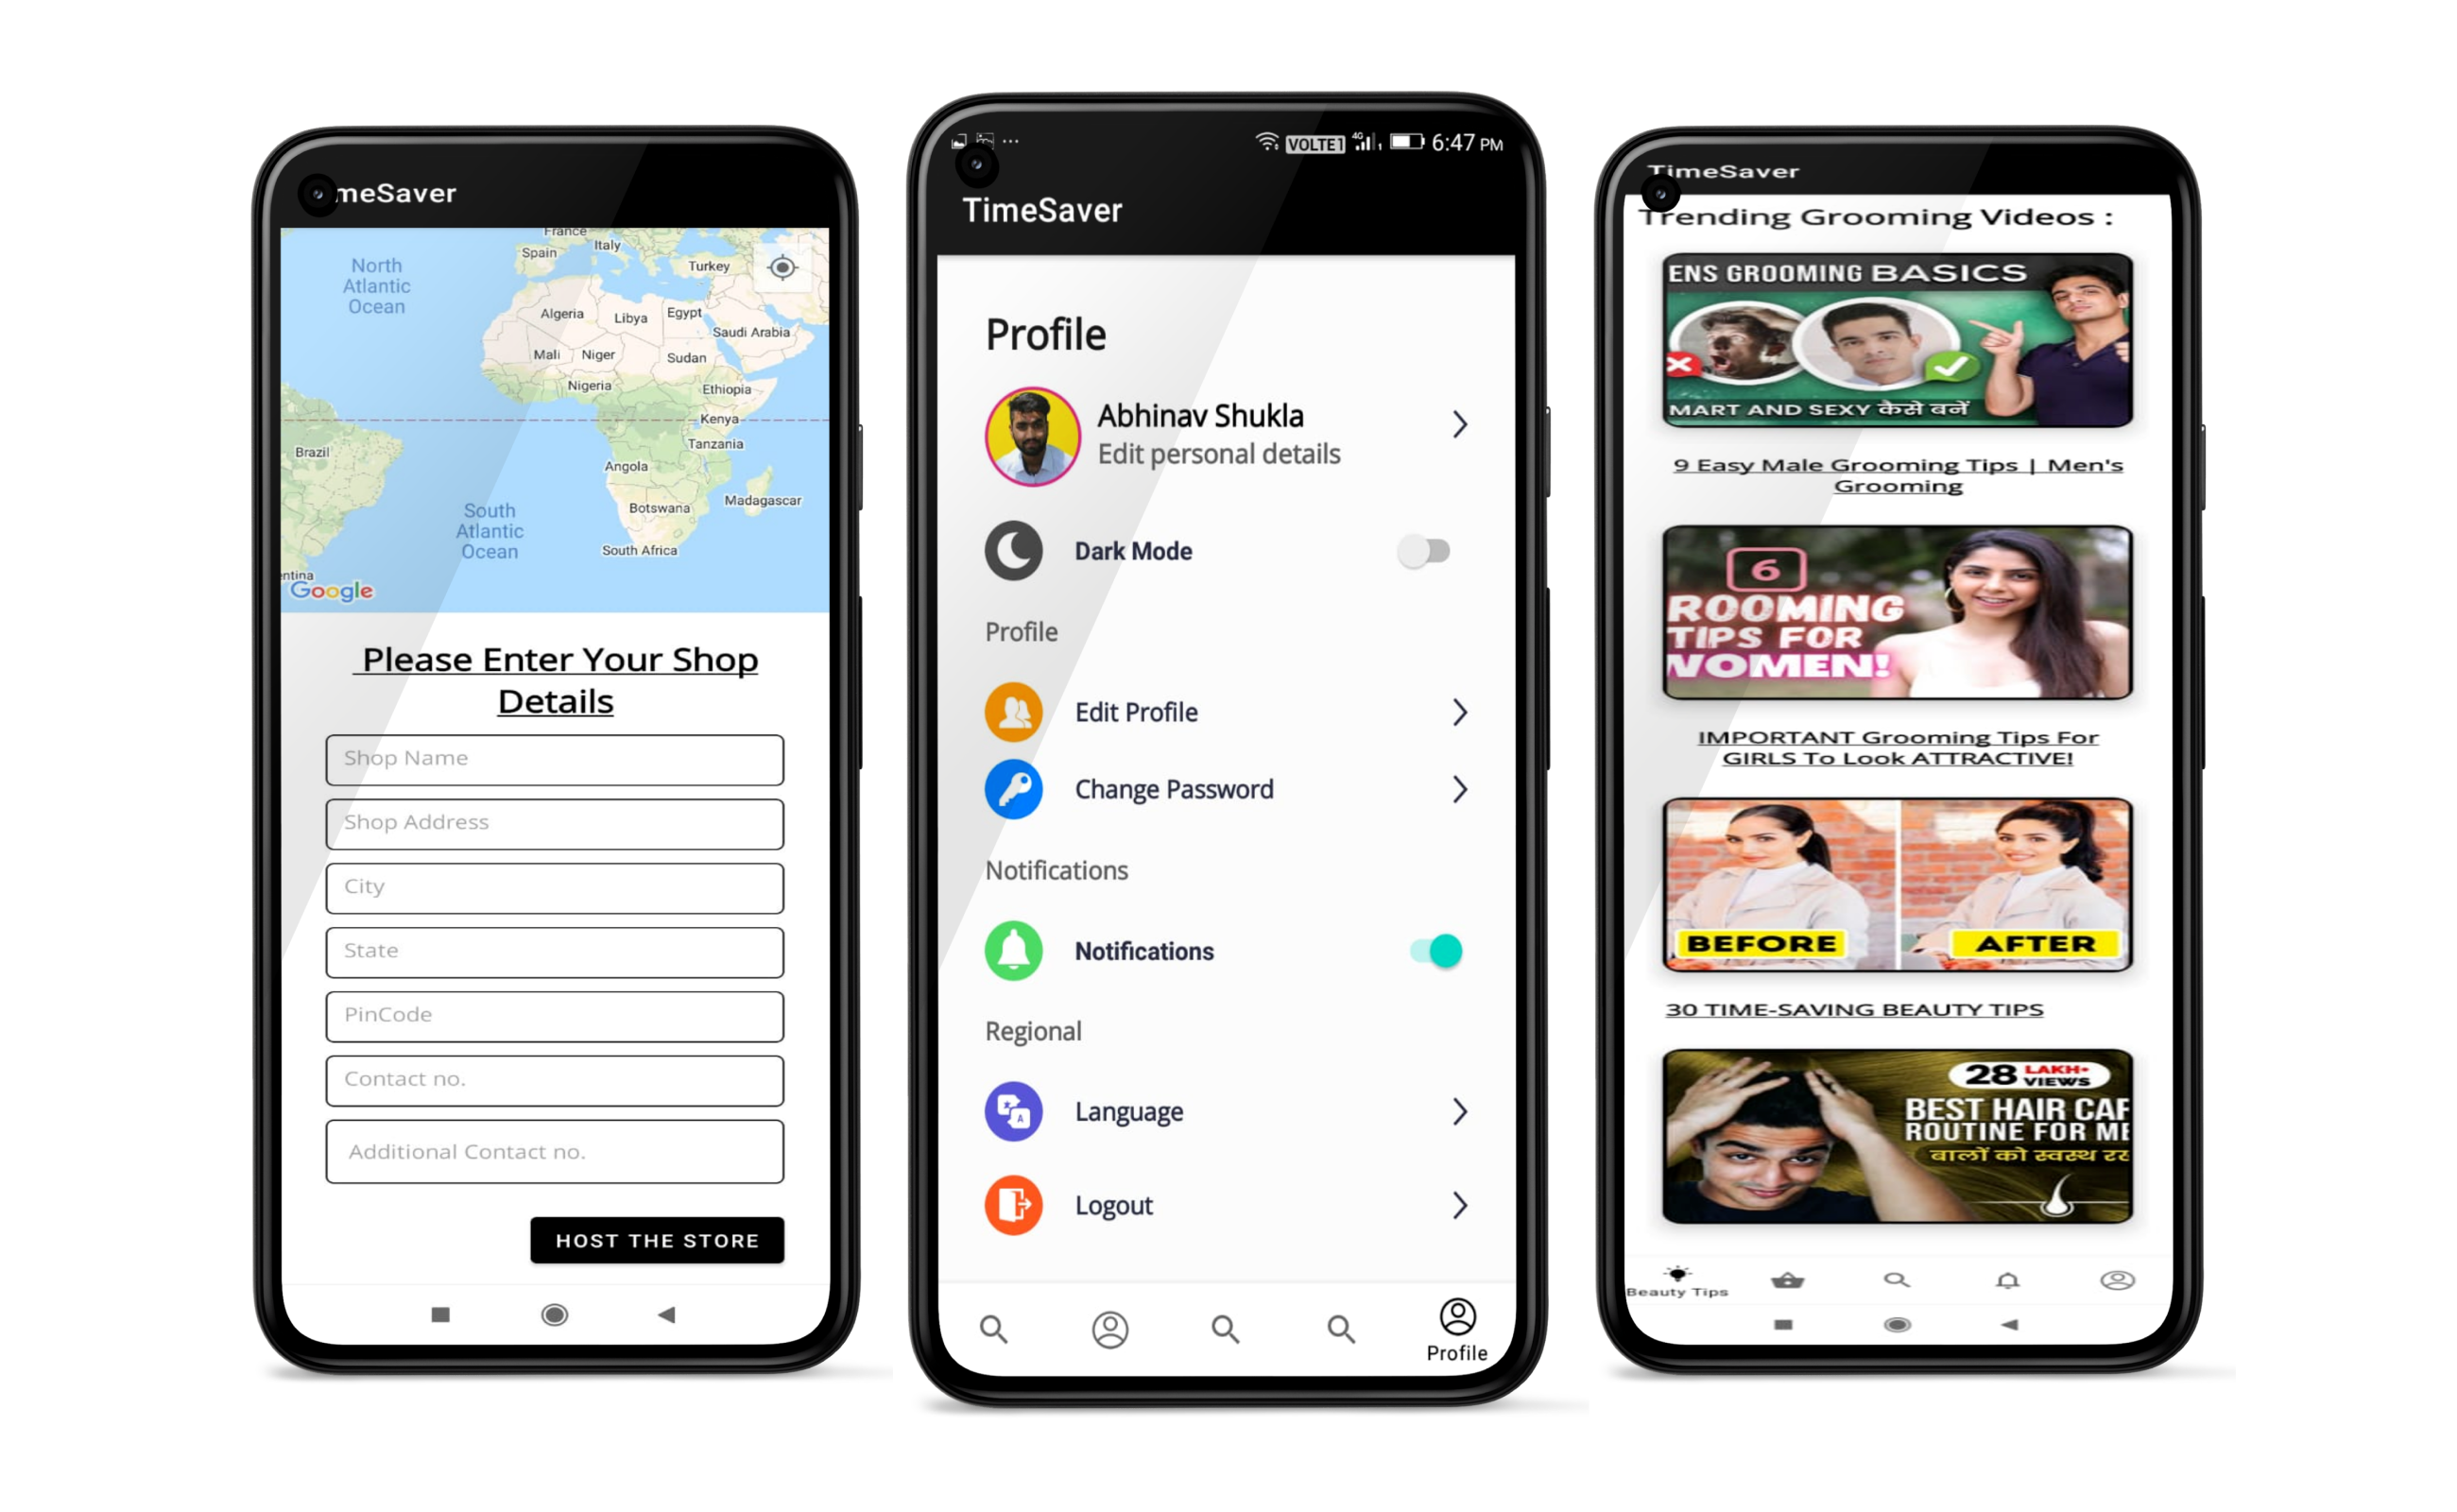 meSaver
France
Spain
Italy
Turkey
North
Atlantic
Ocean
Algeria
Libya
Egypt
Saudi Arabia
Mali
Niger
Sudan
Nigeria
Ethiopia
Kenya
Tanzania
Brazil
Angola
Madagascar
Botswana
South
Atlantic
Ocean
South Africa
entina
Google
Please Enter Your Shop
Details
Shop Name
Shop Address
City
State
PinCode
Contact no.
Additional Contact no.
HOST THE STORE
... VOLTE1 4G 6:47 PM
TimeSaver
Profile
Abhinav Shukla
Edit personal details
Dark Mode
Profile
Edit Profile
Change Password
Notifications
Notifications
Regional
Language
Logout
Profile
TimeSaver
Trending Grooming Videos :
ENS GROOMING BASICS
MART AND SEXY कैसे बनें
9 Easy Male Grooming Tips | Men's
Grooming
6
ROOMING
TIPS FOR
WOMEN!
IMPORTANT Grooming Tips For
GIRLS To Look ATTRACTIVE!
BEFORE
AFTER
30 TIME-SAVING BEAUTY TIPS
28 LAKH+
VIEWS
BEST HAIR CAR
ROUTINE FOR ME
बालों को स्वस्थ रख
Beauty Tips